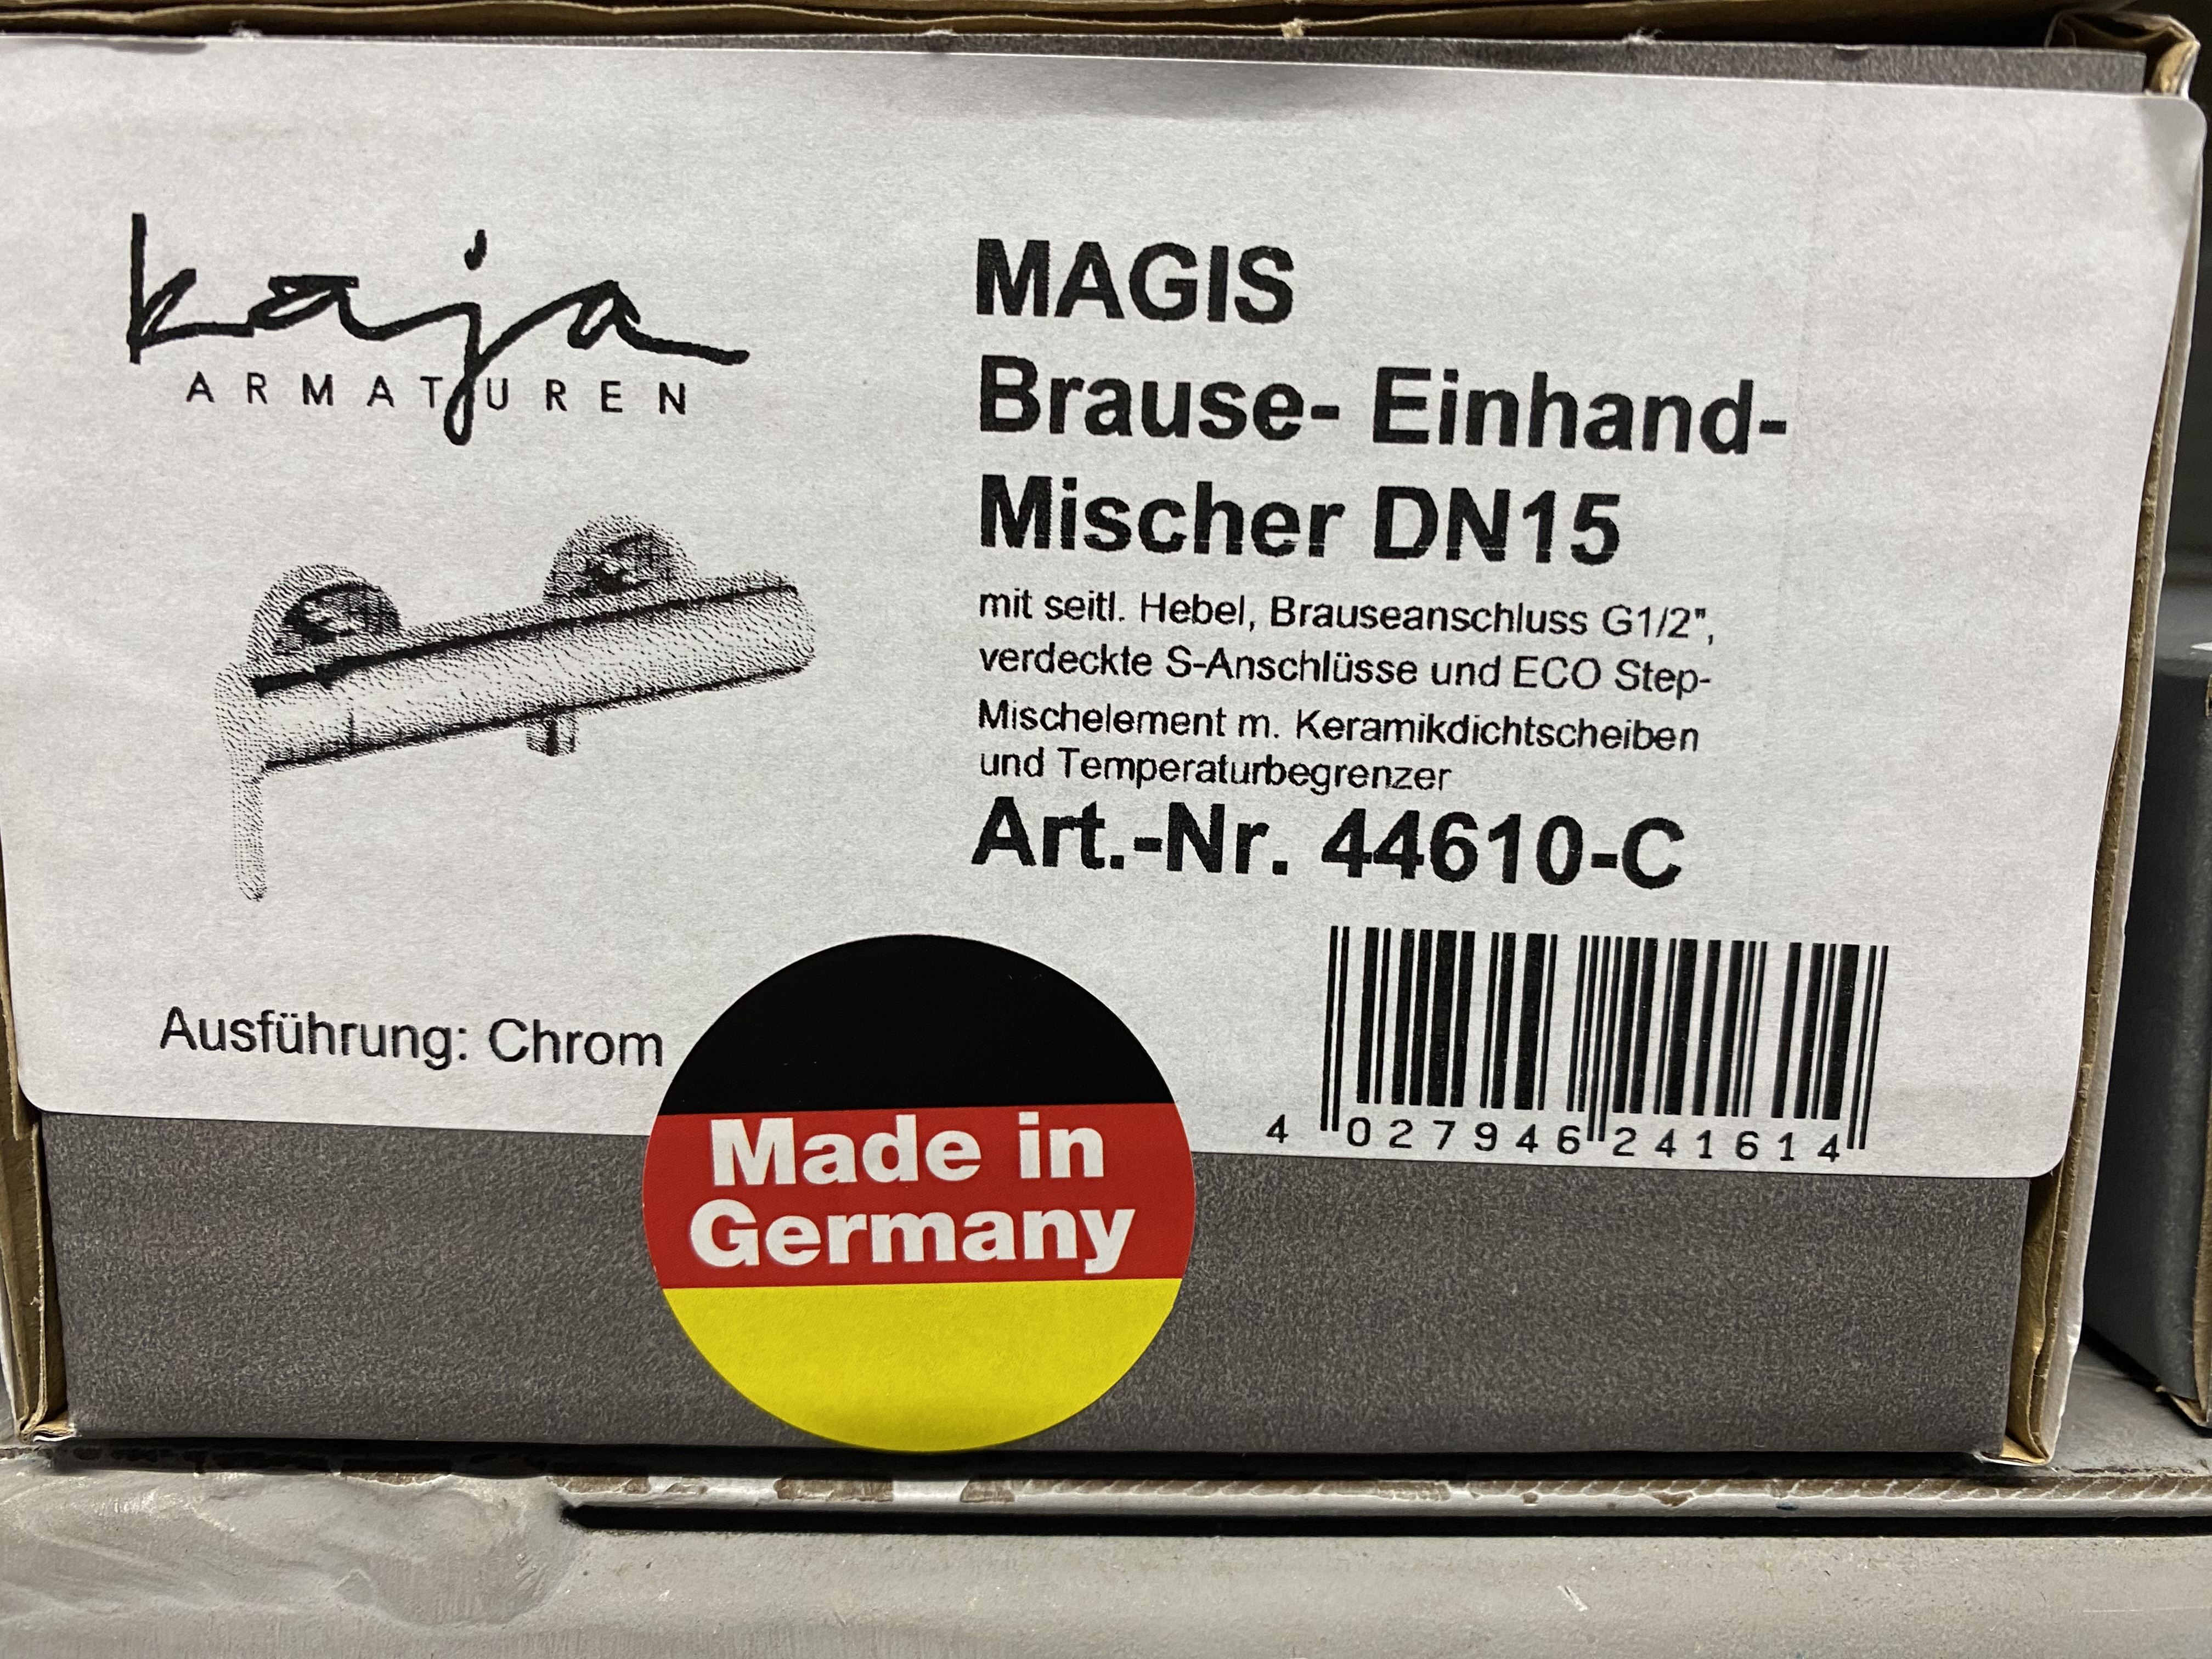 kaja
ARMATUREN
MAGIS
Brause- Einhand-
Mischer DN15
mit seitl. Hebel, Brauseanschluss G1/2",
verdeckte S-Anschlüsse und ECO Step-
Mischelement m. Keramikdichtscheiben
und Temperaturbegrenzer
Art.-Nr. 44610-C
Ausführung: Chrom
4 027946 241614
Made in
Germany